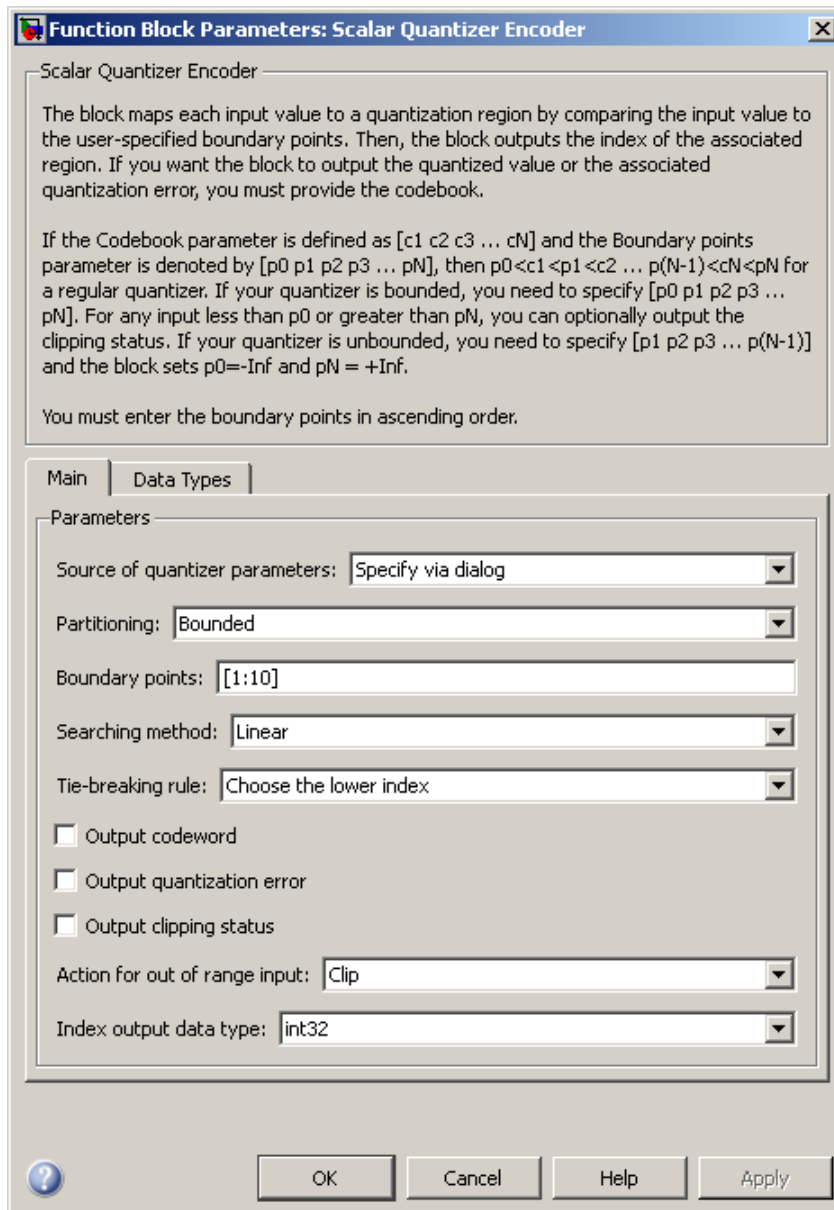 Function Block Parameters: Scalar Quantizer Encoder
Scalar Quantizer Encoder
The block maps each input value to a quantization region by comparing the input value to
the user-specified boundary points. Then, the block outputs the index of the associated
region. If you want the block to output the quantized value or the associated
quantization error, you must provide the codebook.
If the Codebook parameter is defined as [c1 c2 c3 ... cN] and the Boundary points
parameter is denoted by [p0 p1 p2 p3 ... pN], then p0<c1<p1<c2 ... p(N-1)<cN<pN for
a regular quantizer. If your quantizer is bounded, you need to specify [p0 p1 p2 p3 ...
pN]. For any input less than p0 or greater than pN, you can optionally output the
clipping status. If your quantizer is unbounded, you need to specify [p1 p2 p3 ... p(N-1)]
and the block sets p0=-Inf and pN = +Inf.
You must enter the boundary points in ascending order.
Main Data Types
Parameters
Source of quantizer parameters: Specify via dialog
Partitioning: Bounded
Boundary points: [1:10]
Searching method: Linear
Tie-breaking rule: Choose the lower index
Output codeword
Output quantization error
Output clipping status
Action for out of range input: Clip
Index output data type: int32
? OK Cancel Help Apply